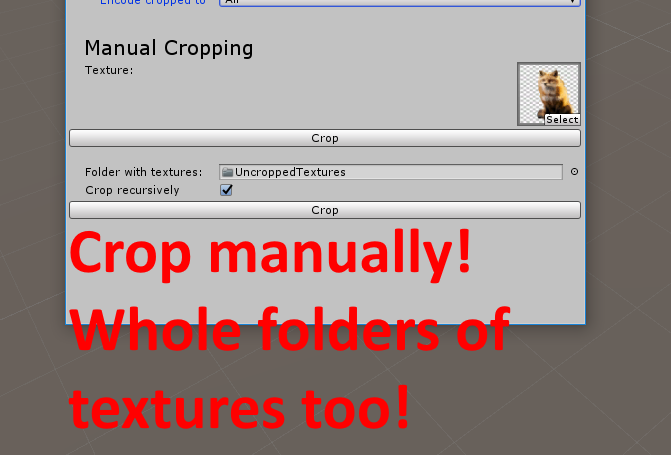 Encode cropped to All
Manual Cropping
Texture:
Select
Crop
Folder with textures: UncroppedTextures
Crop recursively
Crop
Crop manually!
Whole folders of
textures too!